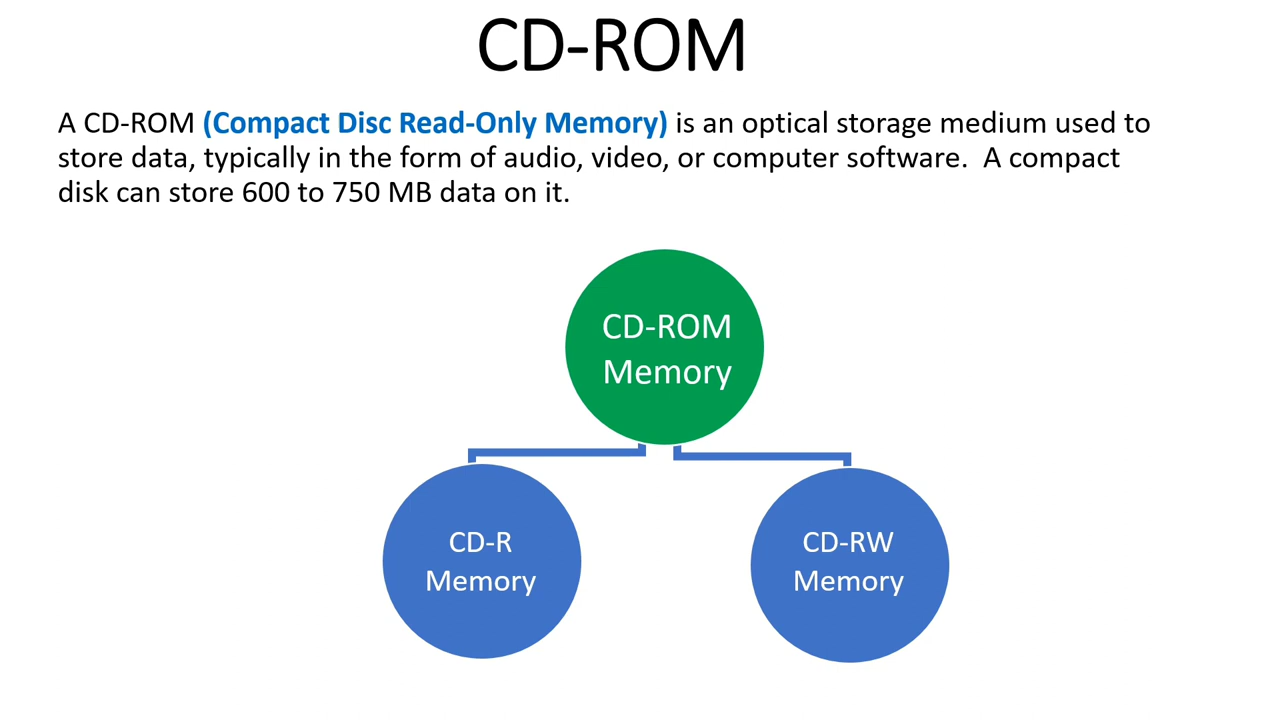 CD-ROM
A CD-ROM (Compact Disc Read-Only Memory) is an optical storage medium used to
store data, typically in the form of audio, video, or computer software.  A compact
disk can store 600 to 750 MB data on it.
CD-ROM
Memory
CD-R
Memory
CD-RW
Memory